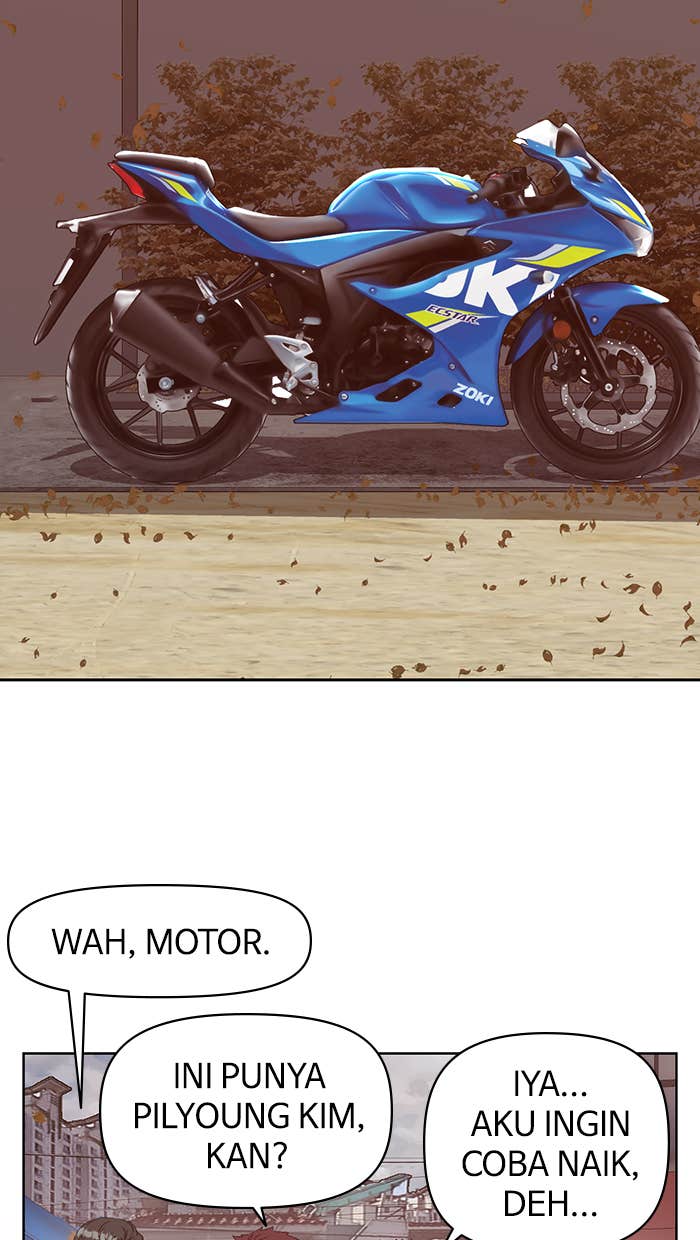 OKI
ECSTAR
ZOKI
WAH, MOTOR.
INI PUNYA
PILYOUNG KIM,
KAN?
IYA...
AKU INGIN
COBA NAIK,
DEH...